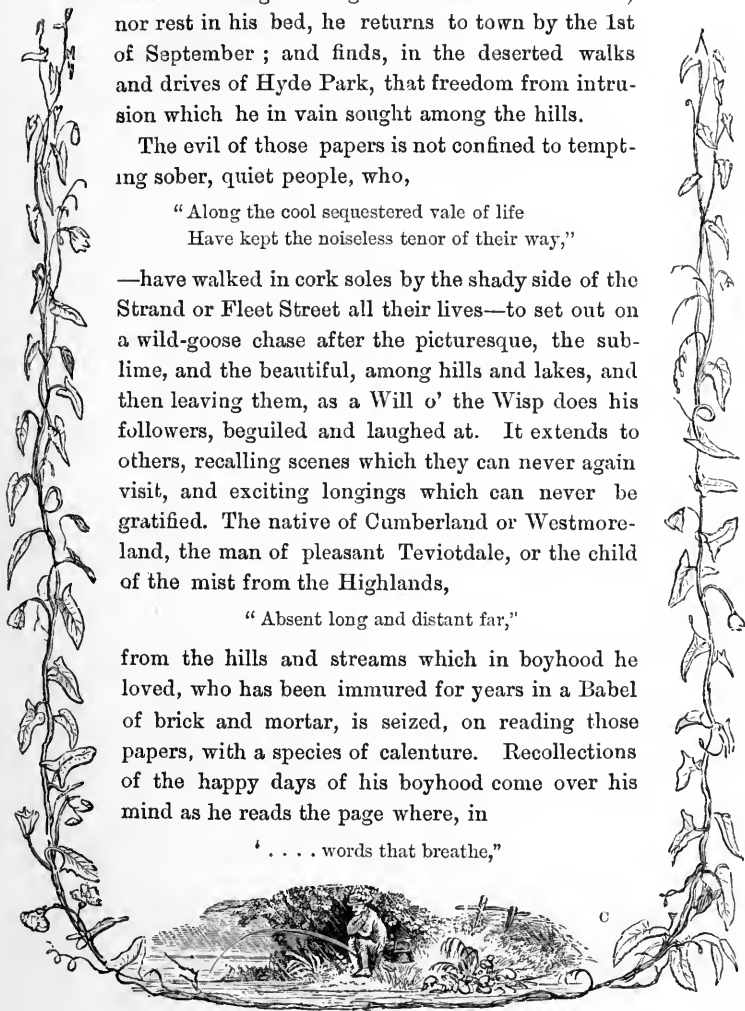 nor rest in his bed, he returns to town by the 1st
of September ; and finds, in the deserted walks
and drives of Hyde Park, that freedom from intru-
sion which he in vain sought among the hills.
The evil of those papers is not confined to tempt-
ing sober, quiet people, who,
“Along the cool sequestered vale of life
Have kept the noiseless tenor of their way,”
—have walked in cork soles by the shady side of the
Strand or Fleet Street all their lives—to set out on
a wild-goose chase after the picturesque, the sub-
lime, and the beautiful, among hills and lakes, and
then leaving them, as a Will o’ the Wisp does his
followers, beguiled and laughed at. It extends to
others, recalling scenes which they can never again
visit, and exciting longings which can never be
gratified. The native of Cumberland or Westmore-
land, the man of pleasant Teviotdale, or the child
of the mist from the Highlands,
“ Absent long and distant far,”
from the hills and streams which in boyhood he
loved, who has been immured for years in a Babel
of brick and mortar, is seized, on reading those
papers, with a species of calenture. Recollections
of the happy days of his boyhood come over his
mind as he reads the page where, in
‘ . . . . words that breathe,”
C